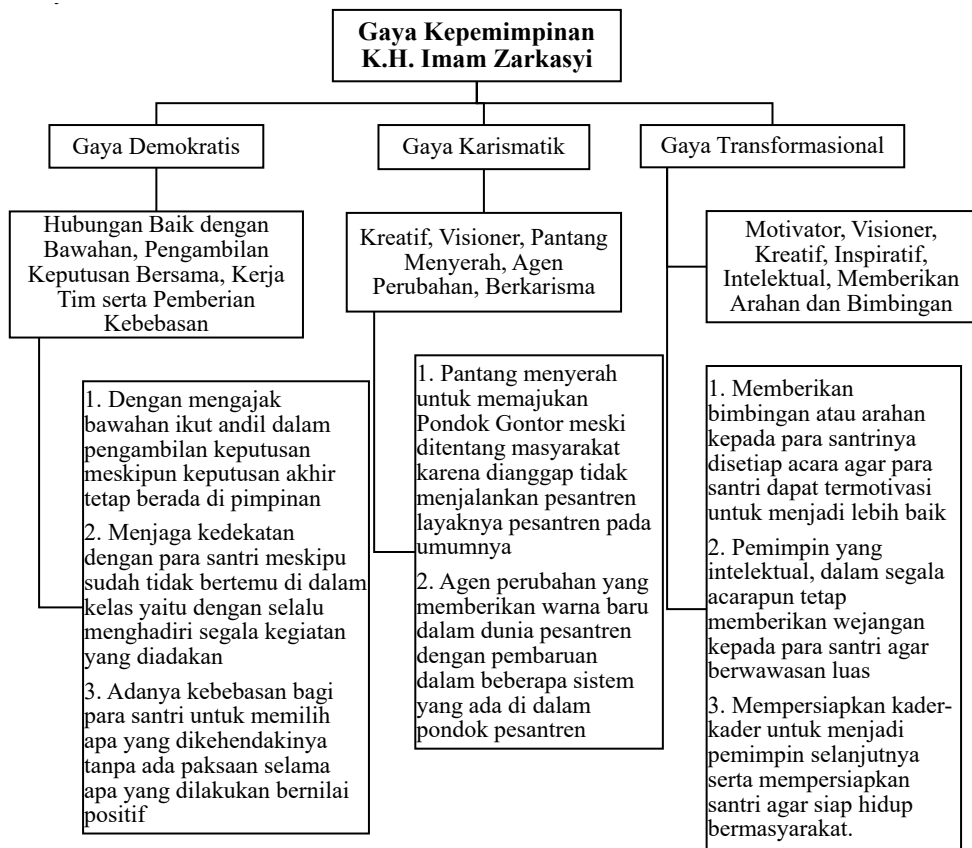 Gaya Kepemimpinan
K.H. Imam Zarkasyi
Gaya Demokratis
Gaya Karismatik
Gaya Transformasional
Hubungan Baik dengan
Bawahan, Pengambilan
Keputusan Bersama, Kerja
Tim serta Pemberian
Kebebasan
Kreatif, Visioner, Pantang
Menyerah, Agen
Perubahan, Berkarisma
Motivator, Visioner,
Kreatif, Inspiratif,
Intelektual, Memberikan
Arahan dan Bimbingan
1. Dengan mengajak
bawahan ikut andil dalam
pengambilan keputusan
meskipun keputusan akhir
tetap berada di pimpinan
2. Menjaga kedekatan
dengan para santri meskipu
sudah tidak bertemu di dalam
kelas yaitu dengan selalu
menghadiri segala kegiatan
yang diadakan
3. Adanya kebebasan bagi
para santri untuk memilih
apa yang dikehendakinya
tanpa ada paksaan selama
apa yang dilakukan bernilai
positif
1. Pantang menyerah
untuk memajukan
Pondok Gontor meski
ditentang masyarakat
karena dianggap tidak
menjalankan pesantren
layaknya pesantren pada
umumnya
2. Agen perubahan yang
memberikan warna baru
dalam dunia pesantren
dengan pembaruan
dalam beberapa sistem
yang ada di dalam
pondok pesantren
1. Memberikan
bimbingan atau arahan
kepada para santrinya
disetiap acara agar para
santri dapat termotivasi
untuk menjadi lebih baik
2. Pemimpin yang
intelektual, dalam segala
acarapun tetap
memberikan wejangan
kepada para santri agar
berwawasan luas
3. Mempersiapkan kader-
kader untuk menjadi
pemimpin selanjutnya
serta mempersiapkan
santri agar siap hidup
bermasyarakat.